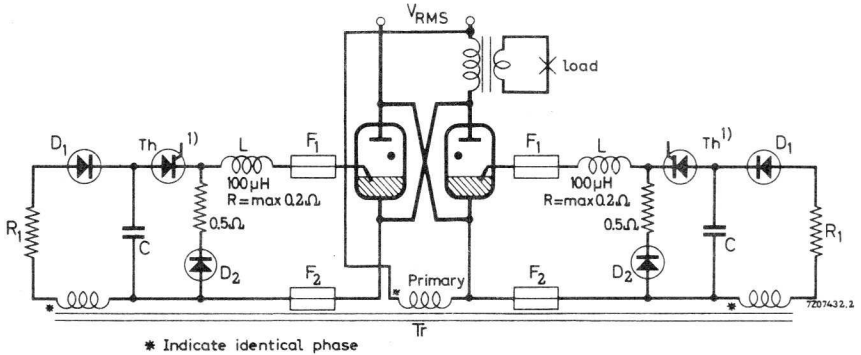 V RMS
load
D1
Th 1)
L
F1
F1
L
Th 1)
D1
100µH
R=max 0.2Ω
100µH
R=max 0.2Ω
R1
C
0.5Ω
0.5Ω
C
R1
D2
F2
Primary
F2
D2
*
*
*
7Z07432.2
Tr
* Indicate identical phase